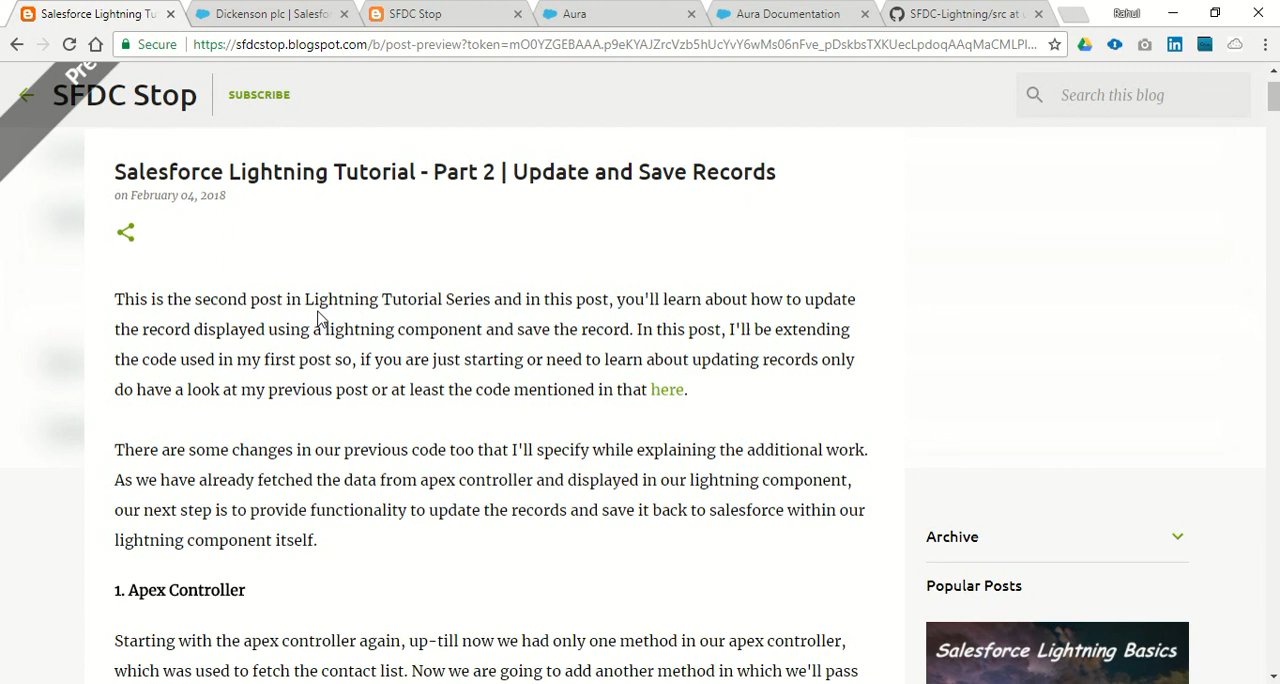 Salesforce Lightning Tu
Dickenson plc | Salesfo
SFDC Stop
Aura
Aura Documentation
SFDC-Lightning/src at
Rahul
Secure
https://sfdcstop.blogspot.com/b/post-preview?token=mO0YZGEBAAA.p9eKYAJZrcVzb5hUcYvY6wMs06nFve_pDskbsTXKUecLpdoqAAqMaCMLPl...
Pre
SFDC Stop
SUBSCRIBE
Search this blog
Salesforce Lightning Tutorial - Part 2 | Update and Save Records
on February 04, 2018
This is the second post in Lightning Tutorial Series and in this post, you'll learn about how to update
the record displayed using a lightning component and save the record. In this post, I'll be extending
the code used in my first post so, if you are just starting or need to learn about updating records only
do have a look at my previous post or at least the code mentioned in that here.
There are some changes in our previous code too that I'll specify while explaining the additional work.
As we have already fetched the data from apex controller and displayed in our lightning component,
our next step is to provide functionality to update the records and save it back to salesforce within our
lightning component itself.
Archive
Popular Posts
1. Apex Controller
Starting with the apex controller again, up-till now we had only one method in our apex controller,
which was used to fetch the contact list. Now we are going to add another method in which we'll pass
Salesforce Lightning Basics